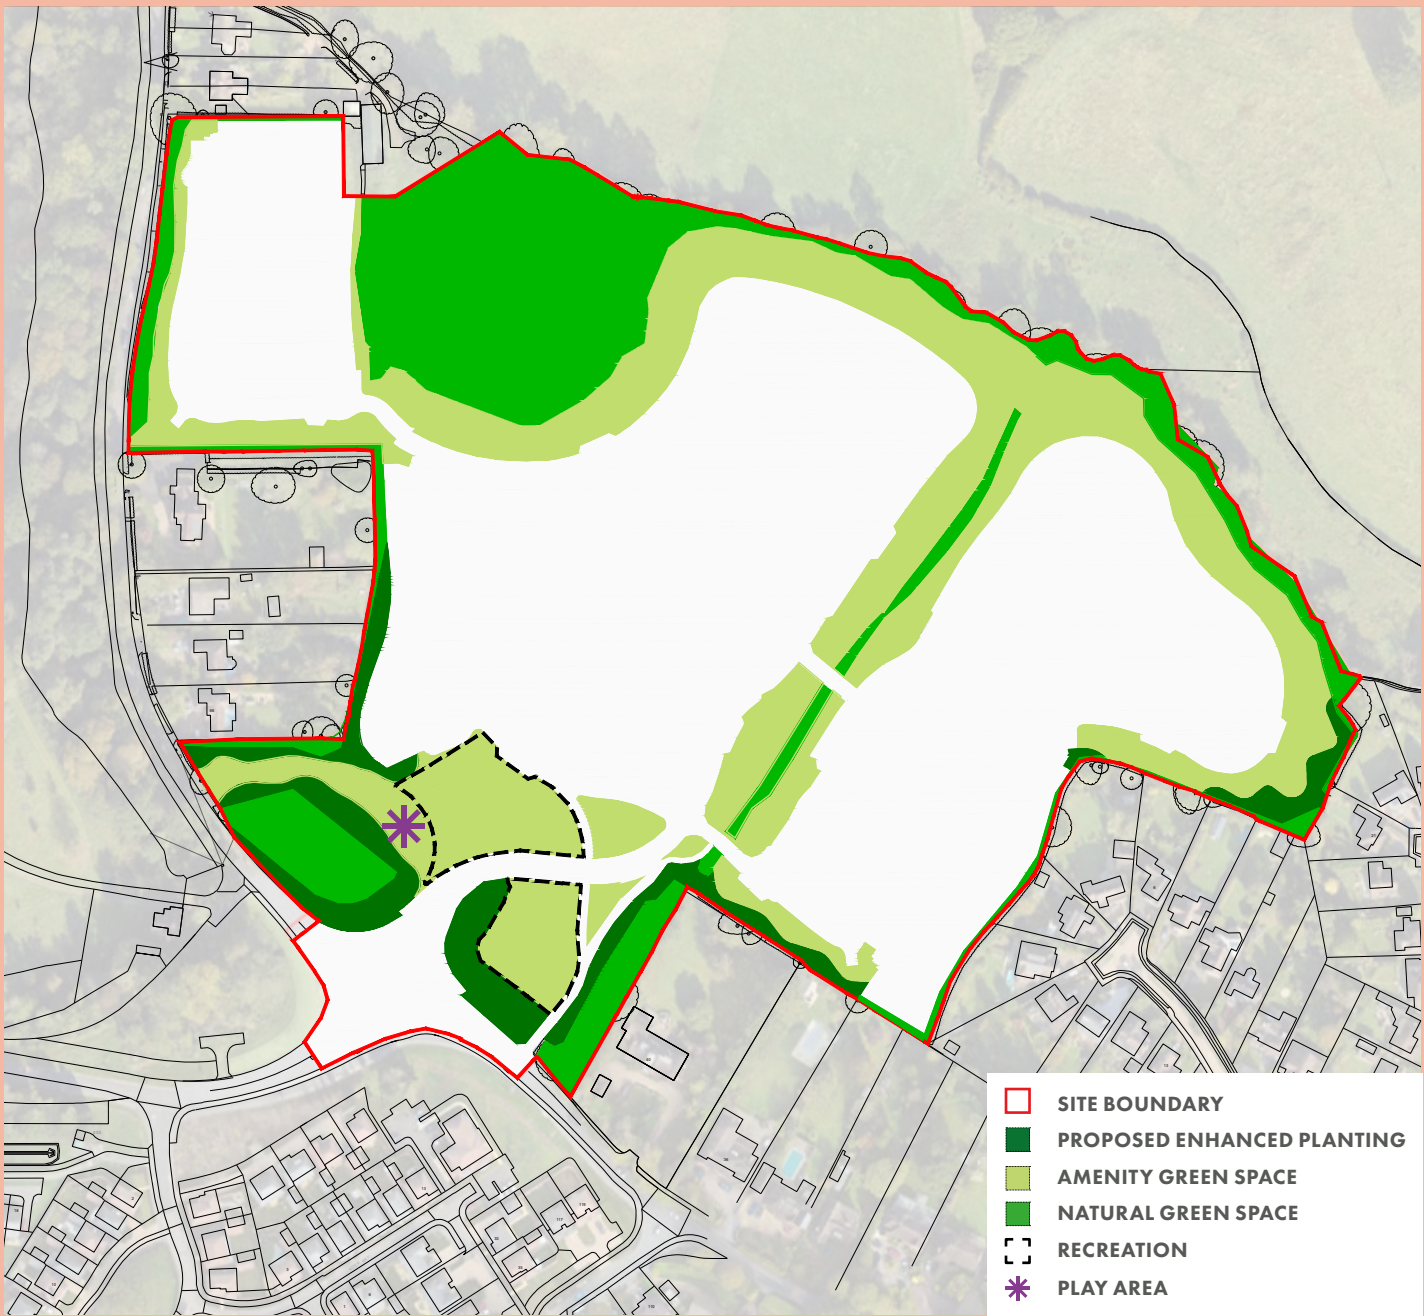 SITE BOUNDARY
PROPOSED ENHANCED PLANTING
AMENITY GREEN SPACE
NATURAL GREEN SPACE
RECREATION
PLAY AREA